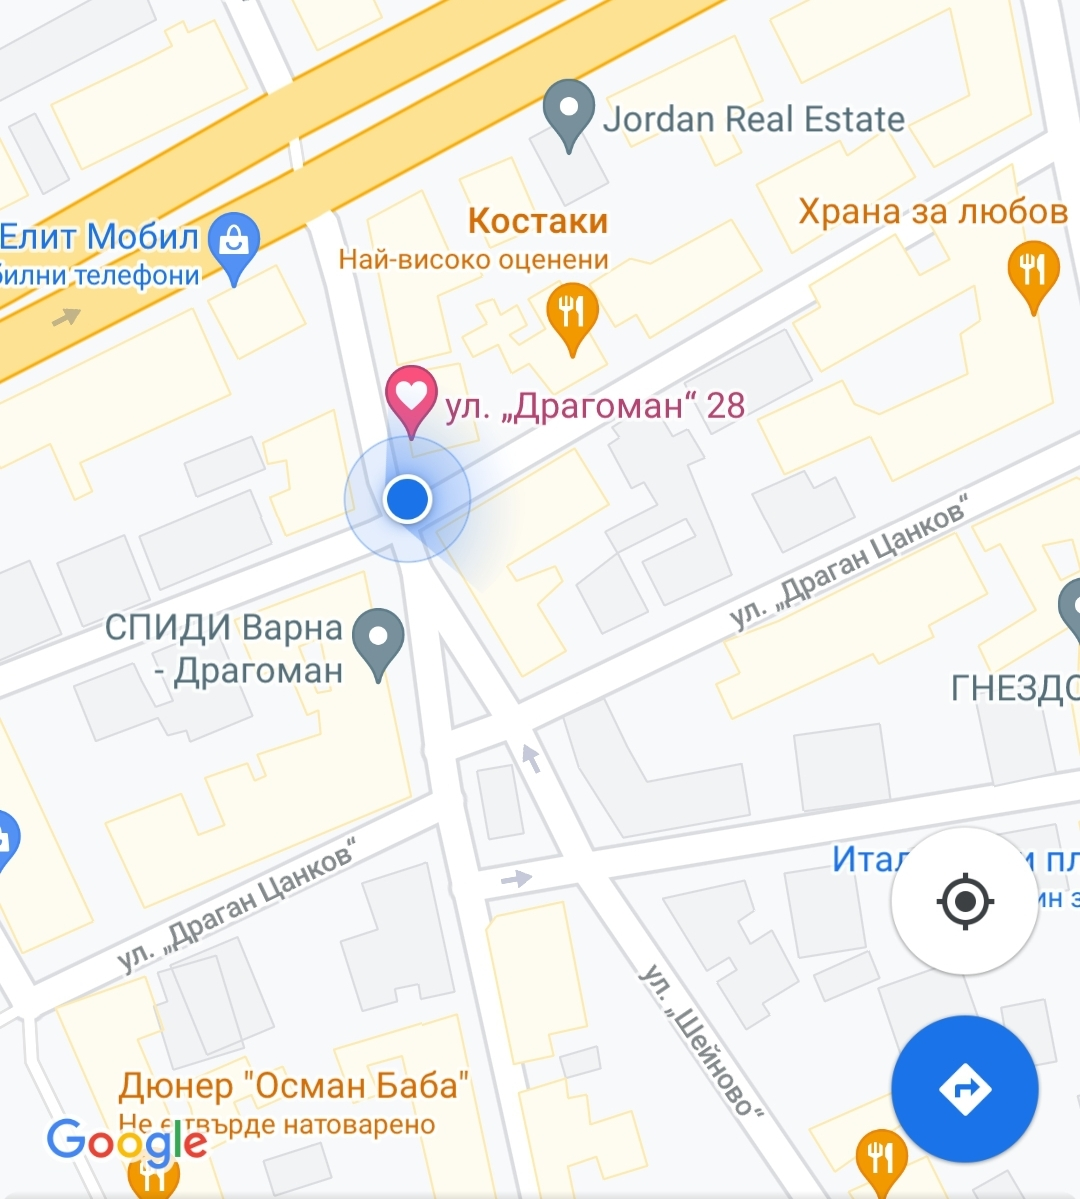 Jordan Real Estate
Храна за любов
Костаки
Най-високо оценени
Елит Мобил
телефони
ул. „Драгоман“ 28
ул. „Драган Цанков“
СПИДИ Варна
- Драгоман
ГНЕЗДО
ул. „Драган Цанков“
ул. „Шейново“
Дюнер "Осман Баба"
Не е твърде натоварено
Google